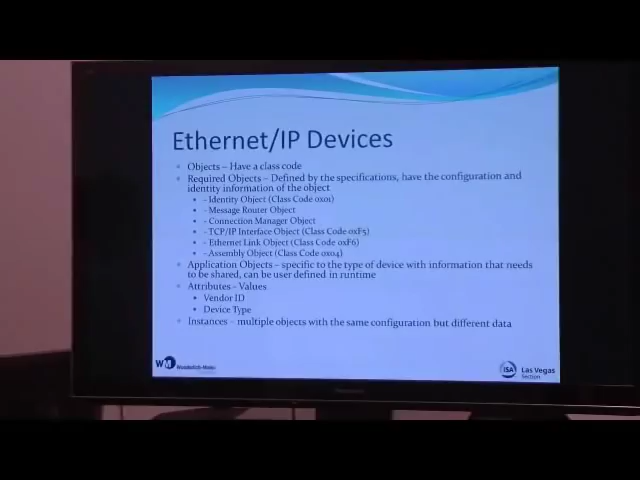 Ethernet/IP Devices
• Objects – Have a class code
• Required Objects – Defined by the specifications, have the configuration and
identity information of the object
• - Identity Object (Class Code 0x01)
• - Message Router Object
• - Connection Manager Object
• - TCP/IP Interface Object (Class Code 0xF5)
• - Ethernet Link Object (Class Code 0xF6)
• - Assembly Object (Class Code 0x04)
• Application Objects – specific to the type of device with information that needs
to be shared, can be user defined in runtime
• Attributes - Values
• Vendor ID
• Device Type
• Instances – multiple objects with the same configuration but different data
WM
ISA Las Vegas
Section